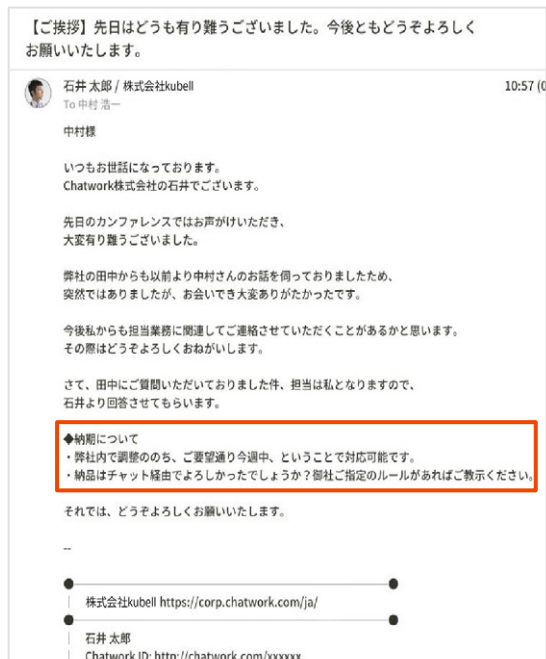 【ご挨拶】先日はどうも有り難うございました。今後ともどうぞよろしく
お願いいたします。
石井 太郎 / 株式会社kubell
10:57 (0
To 中村 浩一
中村様
いつもお世話になっております。
Chatwork株式会社の石井でございます。
先日のカンファレンスではお声がけいただき、
大変有り難うございました。
弊社の田中からも以前より中村さんのお話を伺っておりましたため、
突然ではありましたが、お会いでき大変ありがたかったです。
今後私からも担当業務に関連してご連絡させていただくことがあるかと思います。
その際はどうぞよろしくおねがいします。
さて、田中にご質問いただいておりました件、担当は私となりますので、
石井より回答させてもらいます。
◆納期について
・弊社内で調整ののち、ご要望通り今週中、ということで対応可能です。
・納品はチャット経由でよろしかったでしょうか？御社ご指定のルールがあればご教示ください。
それでは、どうぞよろしくお願いいたします。
--
株式会社kubell https://corp.chatwork.com/ja/
石井 太郎
Chatwork ID: http://chatwork.com/xxxxxx